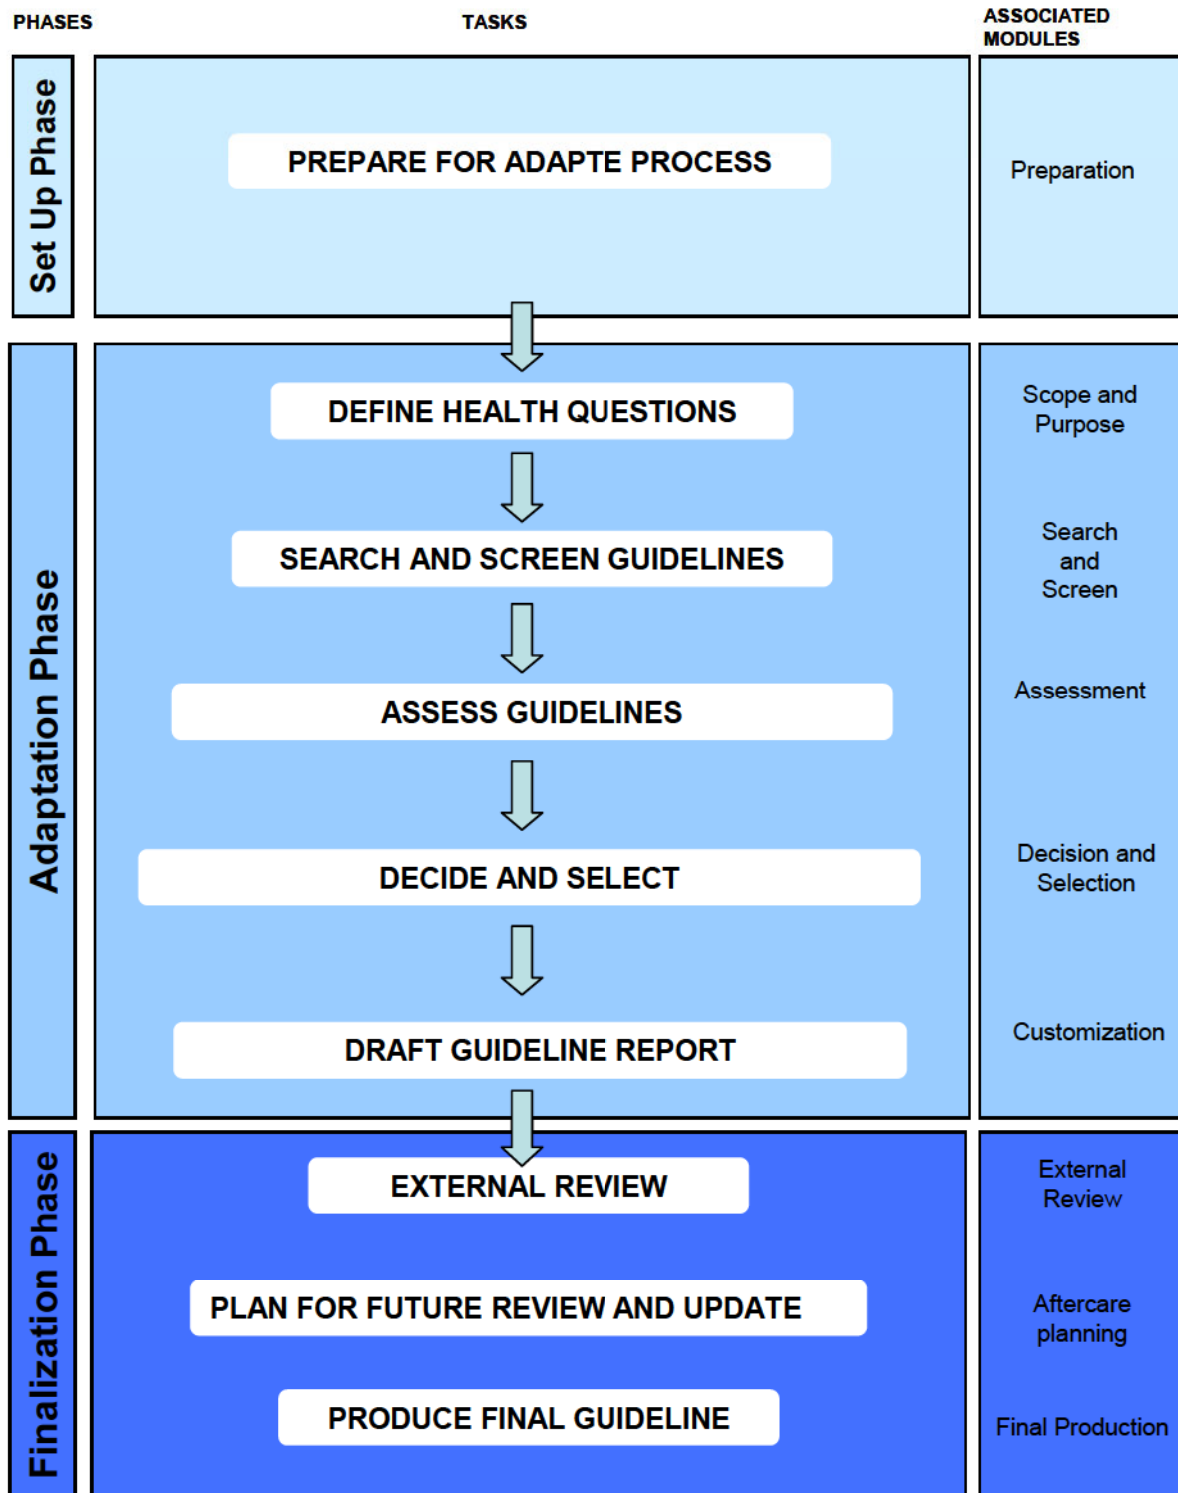 PHASES
TASKS
ASSOCIATED
MODULES
Set Up Phase
PREPARE FOR ADAPTE PROCESS
Preparation
Adaptation Phase
DEFINE HEALTH QUESTIONS
Scope and
Purpose
SEARCH AND SCREEN GUIDELINES
Search
and
Screen
ASSESS GUIDELINES
Assessment
DECIDE AND SELECT
Decision and
Selection
DRAFT GUIDELINE REPORT
Customization
Finalization Phase
EXTERNAL REVIEW
External
Review
PLAN FOR FUTURE REVIEW AND UPDATE
Aftercare
planning
PRODUCE FINAL GUIDELINE
Final Production